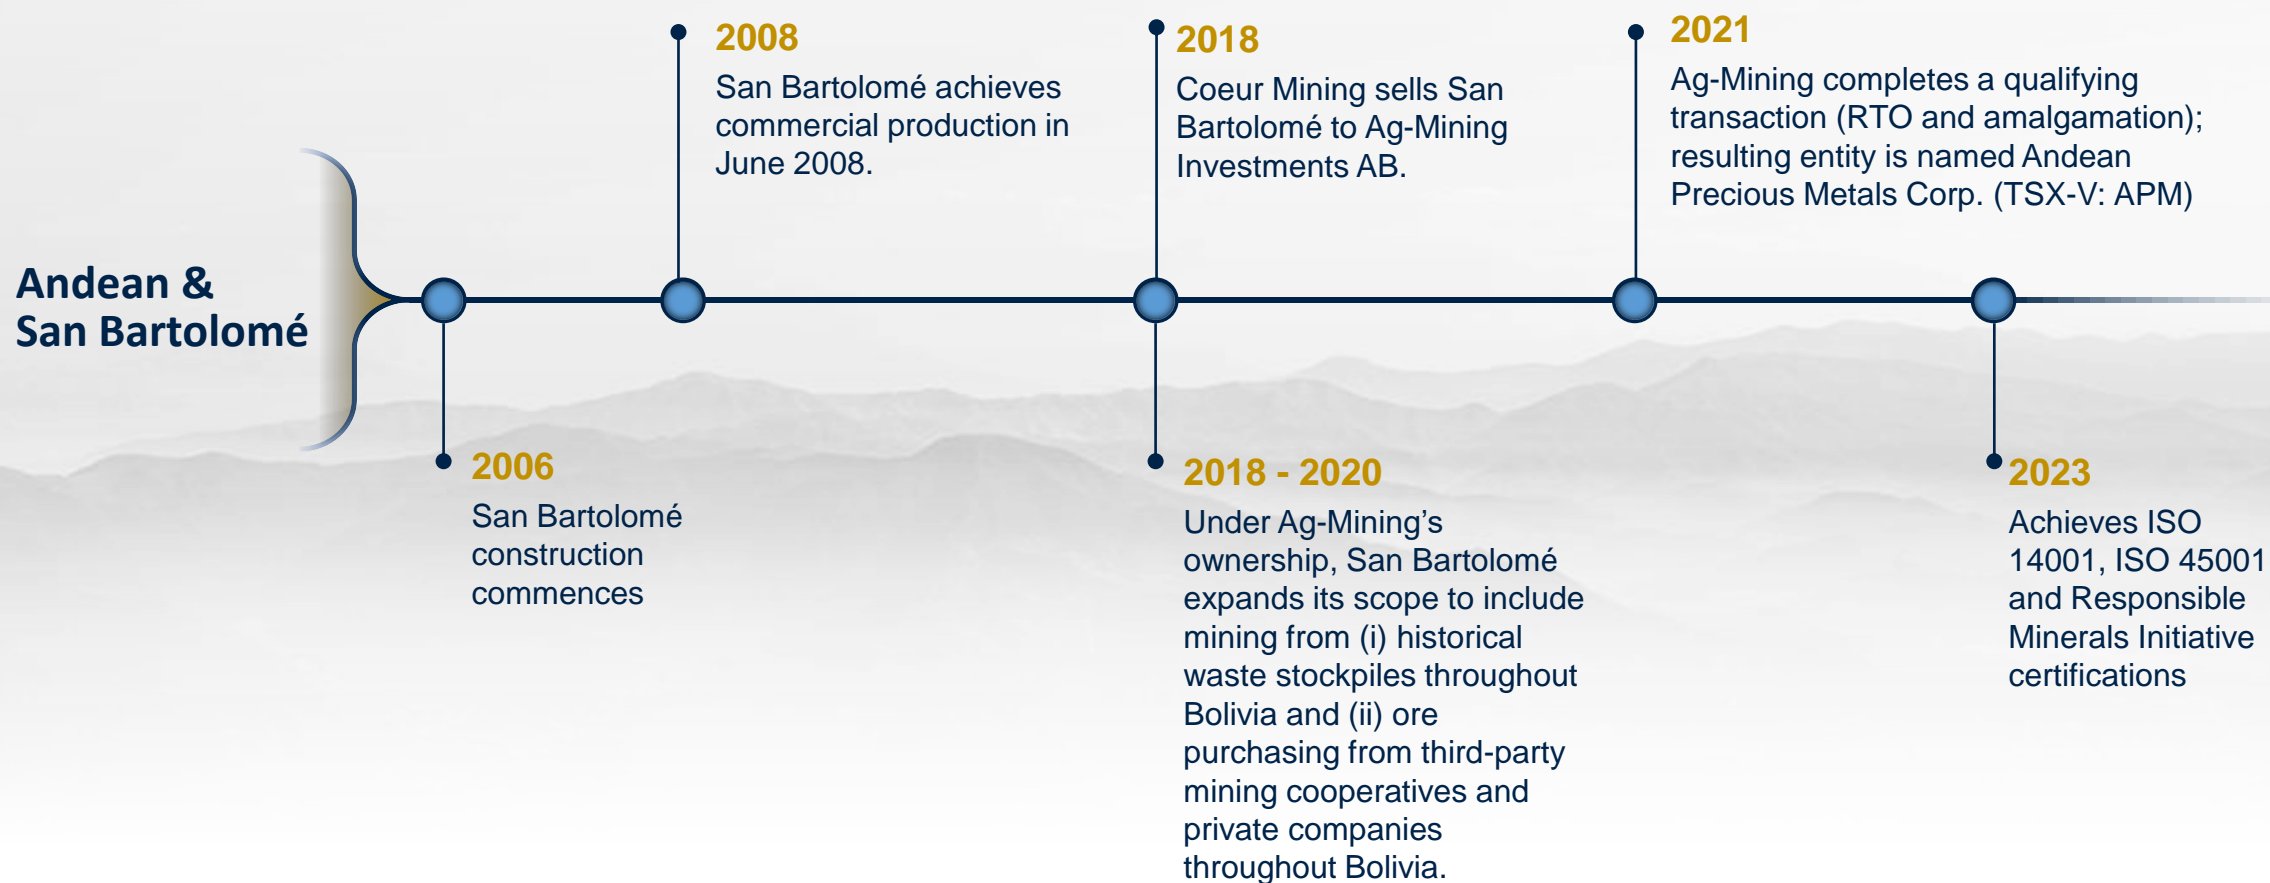 Andean &
San Bartolomé
2006
San Bartolomé
construction
commences
2008
San Bartolomé achieves
commercial production in
June 2008.
2018
Coeur Mining sells San
Bartolomé to Ag-Mining
Investments AB.
2018 - 2020
Under Ag-Mining’s
ownership, San Bartolomé
expands its scope to include
mining from (i) historical
waste stockpiles throughout
Bolivia and (ii) ore
purchasing from third-party
mining cooperatives and
private companies
throughout Bolivia.
2021
Ag-Mining completes a qualifying
transaction (RTO and amalgamation);
resulting entity is named Andean
Precious Metals Corp. (TSX-V: APM)
2023
Achieves ISO
14001, ISO 45001
and Responsible
Minerals Initiative
certifications